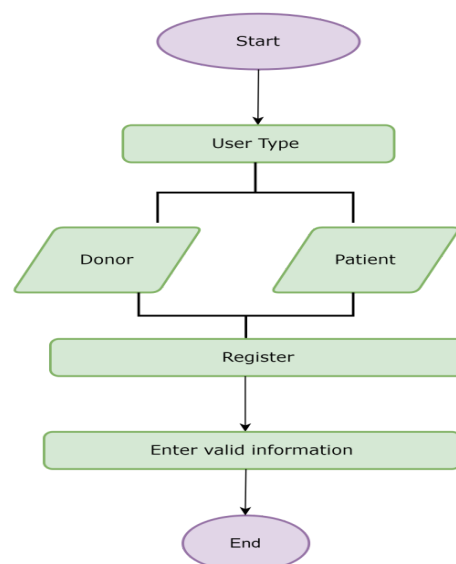 Start
User Type
Donor
Patient
Register
Enter valid information
End